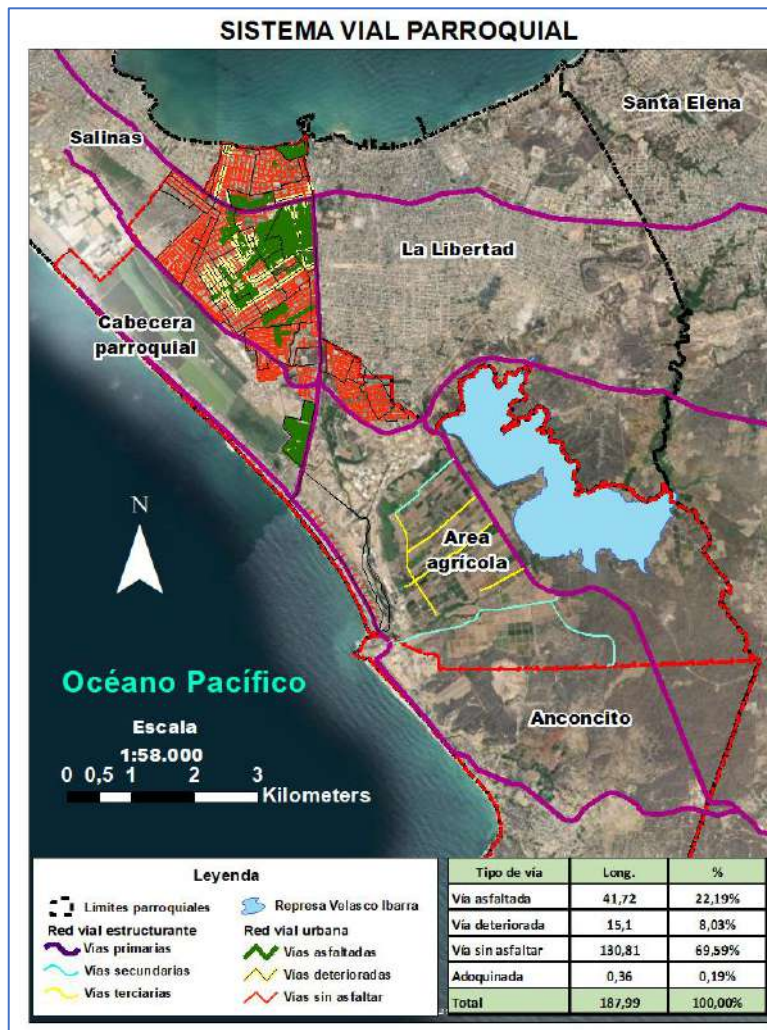 SISTEMA VIAL PARROQUIAL
Santa Elena
Salinas
La Libertad
Cabecera
parroquial
N
Area
agrícola
Océano Pacífico
Anconcito
Escala
1:58.000
0 0,5 1 2 3
Kilometers
Leyenda
Límites parroquiales
Represa Velasco Ibarra
Red vial estructurante
Red vial urbana
Vías primarias
Vías asfaltadas
Vías secundarias
Vías deterioradas
Vías terciarias
Vías sin asfaltar
Tipo de vía Long. %
Vía asfaltada 41,72 22,19%
Vía deteriorada 15,1 8,03%
Vía sin asfaltar 130,81 69,59%
Adoquinada 0,36 0,19%
Total 187,99 100,00%